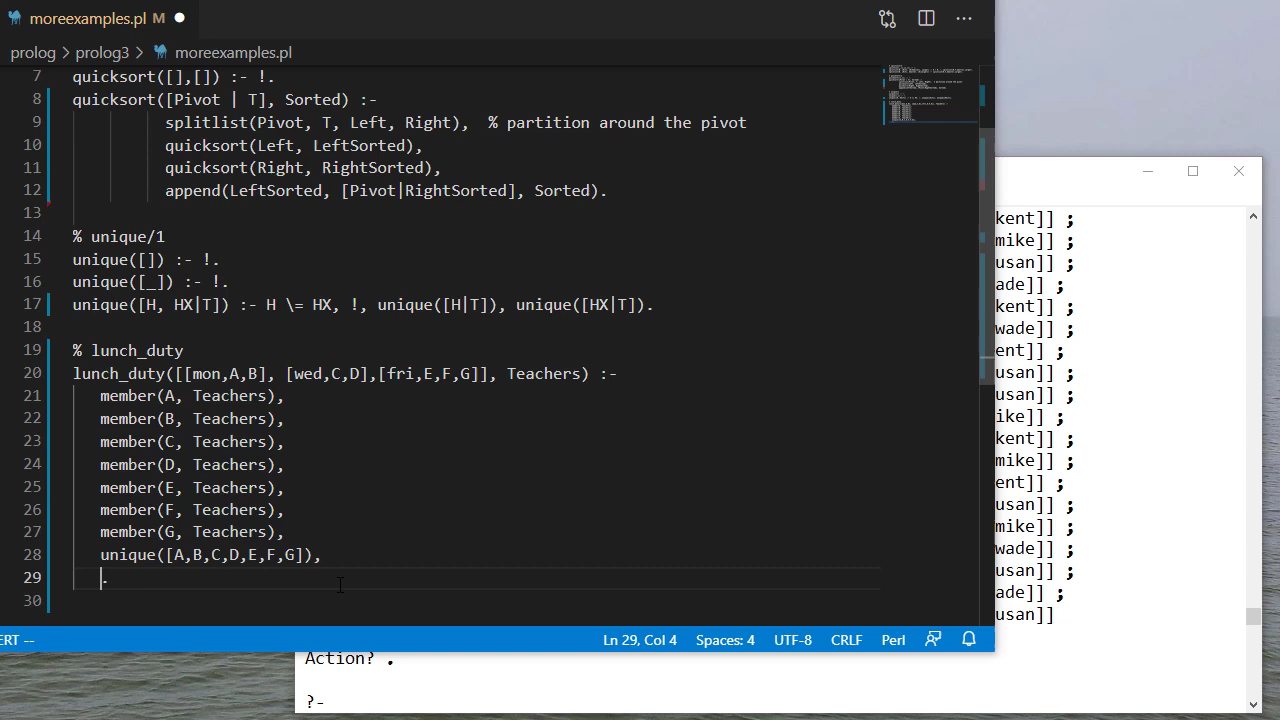 moreexamples.pl M
prolog > prolog3 > moreexamples.pl
7 quicksort([],[]) :- !.
8 quicksort([Pivot | T], Sorted) :-
9 splitlist(Pivot, T, Left, Right), % partition around the pivot
10 quicksort(Left, LeftSorted),
11 quicksort(Right, RightSorted),
12 append(LeftSorted, [Pivot|RightSorted], Sorted).
13
14 % unique/1
15 unique([]) :- !.
16 unique([_]) :- !.
17 unique([H, HX|T]) :- H \= HX, !, unique([H|T]), unique([HX|T]).
18
19 % lunch_duty
20 lunch_duty([[mon,A,B], [wed,C,D],[fri,E,F,G]], Teachers) :-
21 member(A, Teachers),
22 member(B, Teachers),
23 member(C, Teachers),
24 member(D, Teachers),
25 member(E, Teachers),
26 member(F, Teachers),
27 member(G, Teachers),
28 unique([A,B,C,D,E,F,G]),
29 .
30
ERT -- Ln 29, Col 4 Spaces: 4 UTF-8 CRLF Perl
kent]] ;
mike]] ;
usan]] ;
ade]] ;
kent]] ;
wade]] ;
ent]] ;
usan]] ;
usan]] ;
ike]] ;
kent]] ;
mike]] ;
ent]] ;
usan]] ;
mike]] ;
wade]] ;
usan]] ;
ade]] ;
usan]]
Action? .
?-